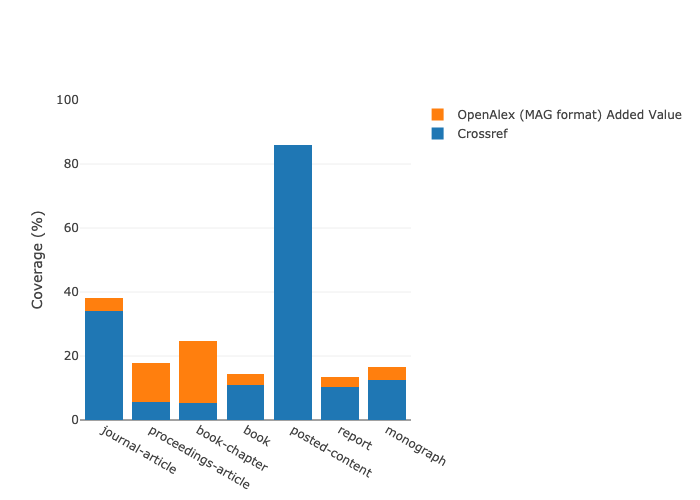 OpenAlex (MAG format) Added Value
Crossref
Coverage (%)
100
80
60
40
20
0
journal-article
proceedings-article
book-chapter
book
posted-content
report
monograph